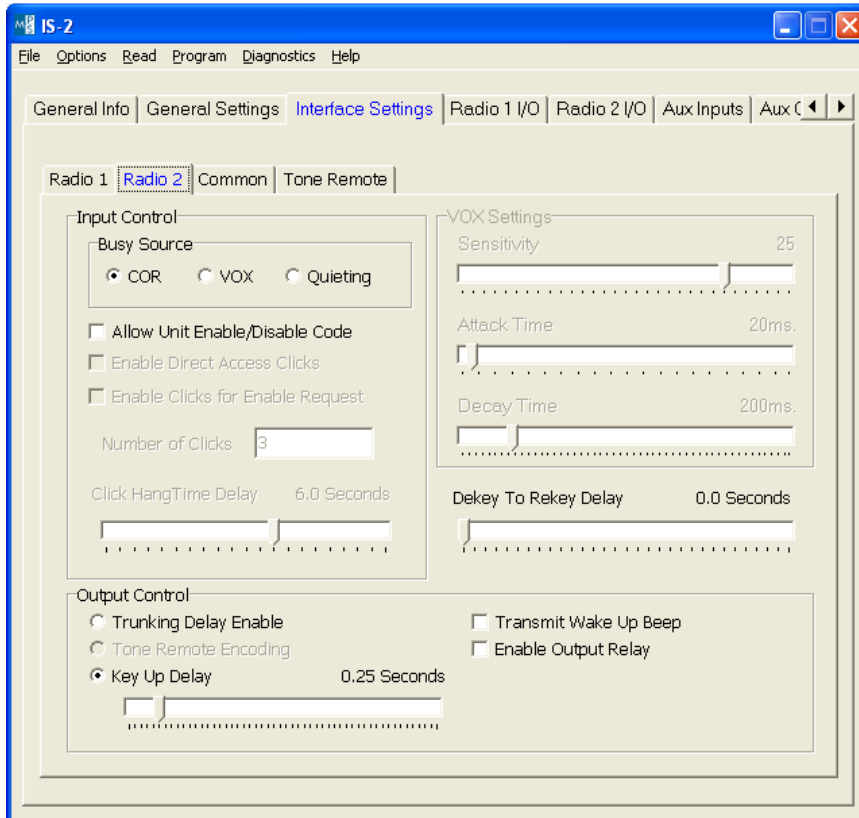 IS-2
File Options Read Program Diagnostics Help
General Info General Settings Interface Settings Radio 1 I/O Radio 2 I/O Aux Inputs Aux
Radio 1 Radio 2 Common Tone Remote
Input Control
Busy Source
COR VOX Quieting
Allow Unit Enable/Disable Code
Enable Direct Access Clicks
Enable Clicks for Enable Request
Number of Clicks 3
Click HangTime Delay 6.0 Seconds
VOX Settings
Sensitivity 25
Attack Time 20ms.
Decay Time 200ms.
Dekey To Rekey Delay 0.0 Seconds
Output Control
Trunking Delay Enable
Tone Remote Encoding
Key Up Delay 0.25 Seconds
Transmit Wake Up Beep
Enable Output Relay